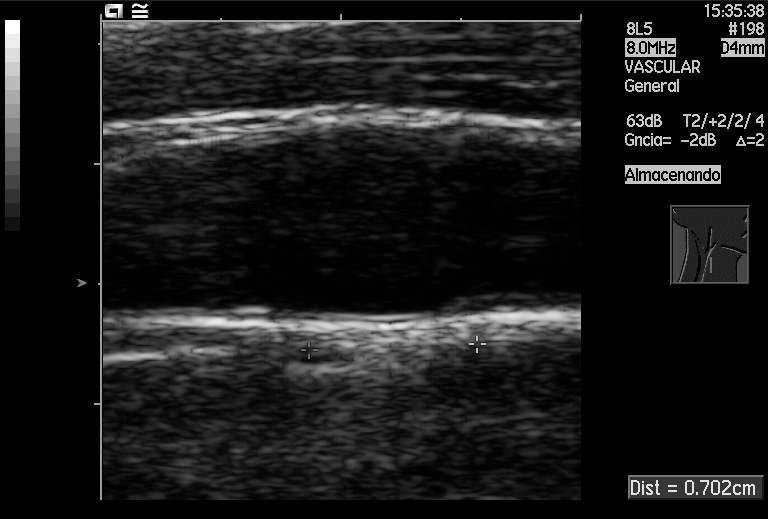 15:35:38
8L5 #198
8.0MHz 04mm
VASCULAR
General
63dB T2/+2/2/ 4
Gncia= -2dB Δ=2
Almacenando
Dist = 0.702cm